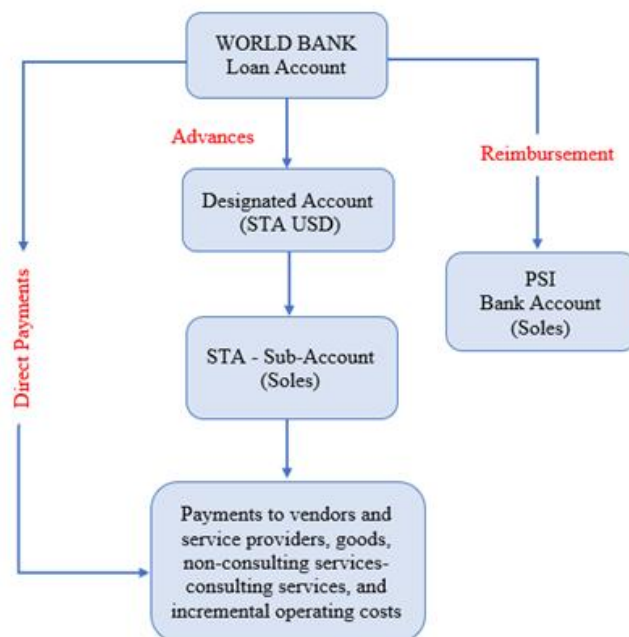 WORLD BANK
Loan Account
Advances
Reimbursement
Designated Account
(STA USD)
PSI
Bank Account
(Soles)
Direct Payments
STA - Sub-Account
(Soles)
Payments to vendors and
service providers, goods,
non-consulting services-
consulting services, and
incremental operating costs